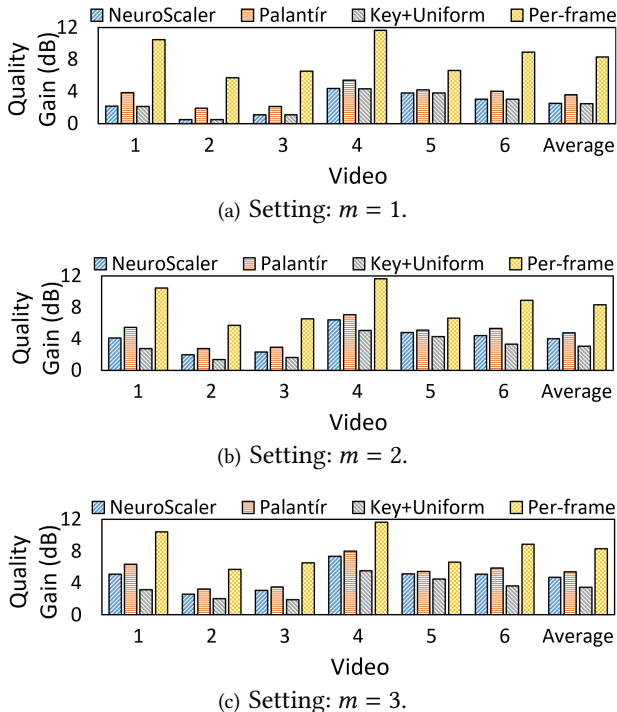 NeuroScaler Palantír Key+Uniform Per-frame
Quality
Gain (dB)
12
8
4
0
1 2 3 4 5 6 Average
Video
(a) Setting: m = 1.
NeuroScaler Palantír Key+Uniform Per-frame
Quality
Gain (dB)
12
8
4
0
1 2 3 4 5 6 Average
Video
(b) Setting: m = 2.
NeuroScaler Palantír Key+Uniform Per-frame
Quality
Gain (dB)
12
8
4
0
1 2 3 4 5 6 Average
Video
(c) Setting: m = 3.